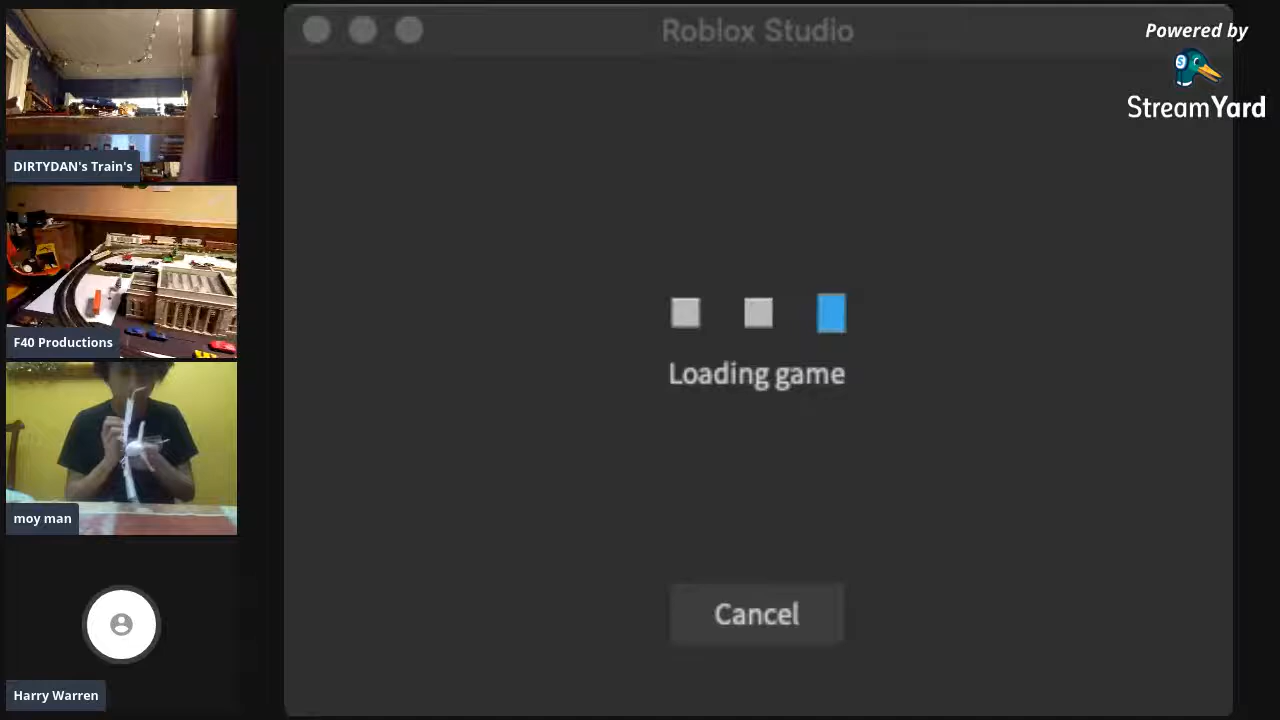 Roblox Studio
Powered by
StreamYard
DIRTYDAN's Train's
F40 Productions
Loading game
moy man
Cancel
Harry Warren